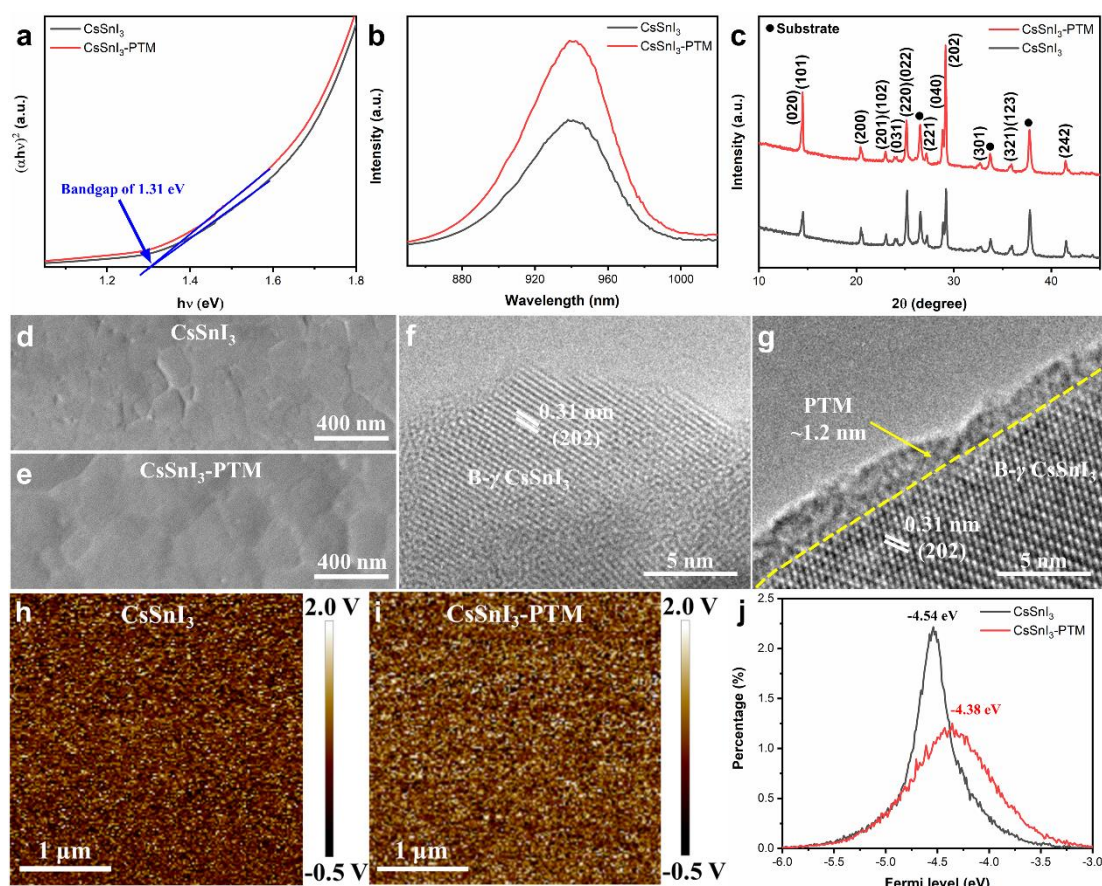 a
CsSnI₃
CsSnI₃-PTM
Bandgap of 1.31 eV
(αhν)² (a.u.)
1.2 1.4 1.6 1.8
hν (eV)
b
CsSnI₃
CsSnI₃-PTM
Intensity (a.u.)
880 940 960 1000
Wavelength (nm)
c
● Substrate
CsSnI₃-PTM
CsSnI₃
(020)
(101)
(200)
(201)(102)
(031)
(220)(022)
(221)
(040)
(202)
(301)
(321)(123)
(242)
Intensity (a.u.)
10 20 30 40
2θ (degree)
d
CsSnI₃
400 nm
e
CsSnI₃-PTM
400 nm
f
0.31 nm
(202)
B-γ CsSnI₃
5 nm
g
PTM
~1.2 nm
B-γ CsSnI₃
0.31 nm
(202)
5 nm
h
CsSnI₃
1 μm
2.0 V
-0.5 V
i
CsSnI₃-PTM
1 μm
2.0 V
-0.5 V
j
-4.54 eV
CsSnI₃
CsSnI₃-PTM
-4.38 eV
Percentage (%)
2.5
2.0
1.5
1.0
0.5
0.0
-6.0 -5.5 -5.0 -4.5 -4.0 -3.5 -3.0
Fermi level (eV)